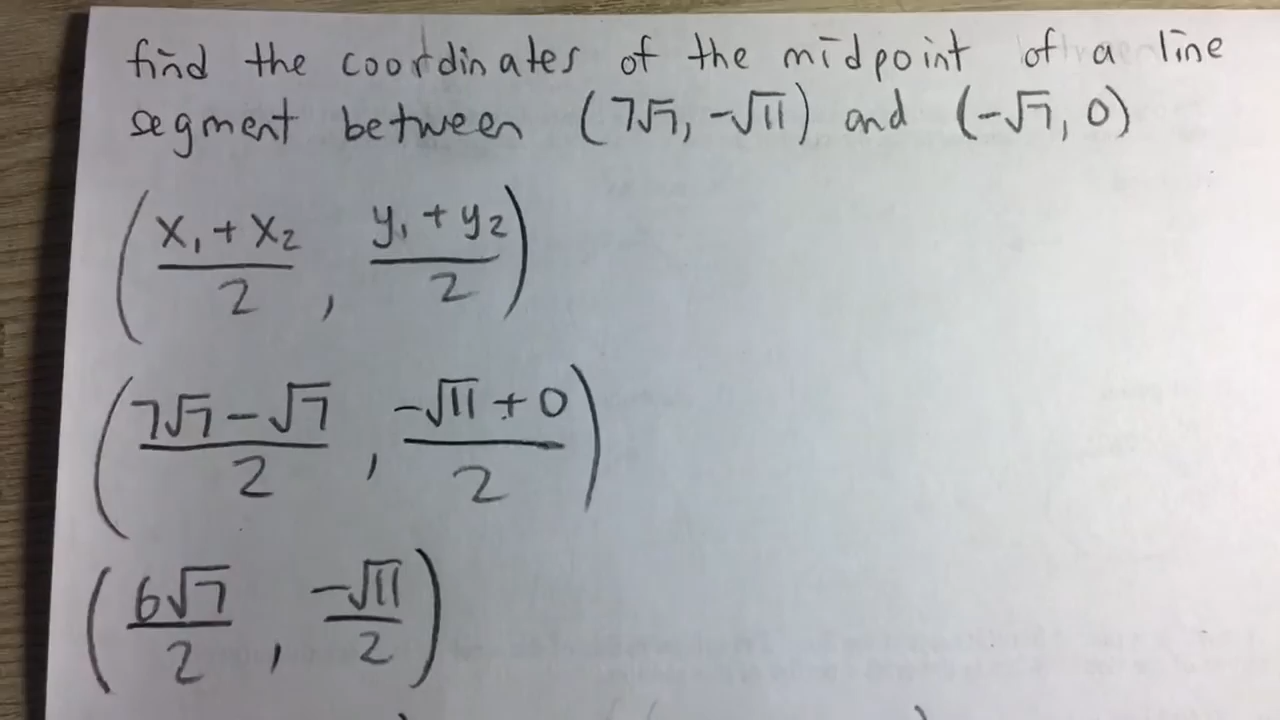 find the coordinates of the midpoint of a line
segment between (7√7, -√11) and (-√7, 0)
(x₁ + x₂ / 2, y₁ + y₂ / 2)
(7√7 - √7 / 2, -√11 + 0 / 2)
(6√7 / 2, -√11 / 2)